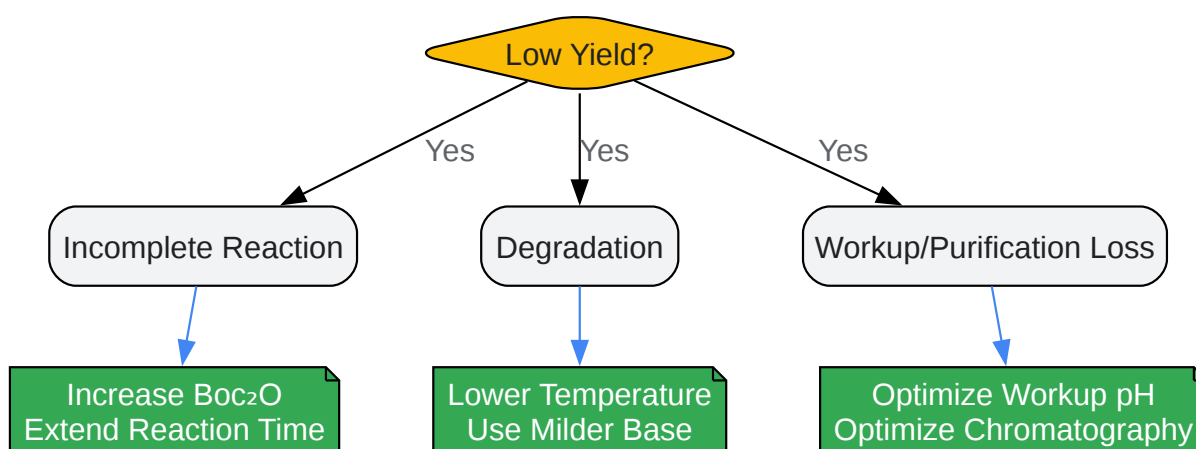 Low Yield?
Yes
Yes
Yes
Incomplete Reaction
Degradation
Workup/Purification Loss
Increase Boc₂O
Extend Reaction Time
Lower Temperature
Use Milder Base
Optimize Workup pH
Optimize Chromatography